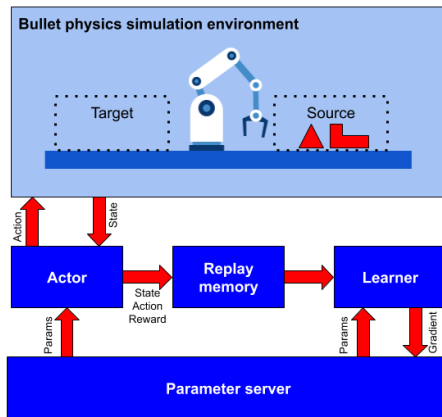 Bullet physics simulation environment
Target
Source
Action
State
Actor
State
Action
Reward
Replay
memory
Learner
Params
Params
Gradient
Parameter server